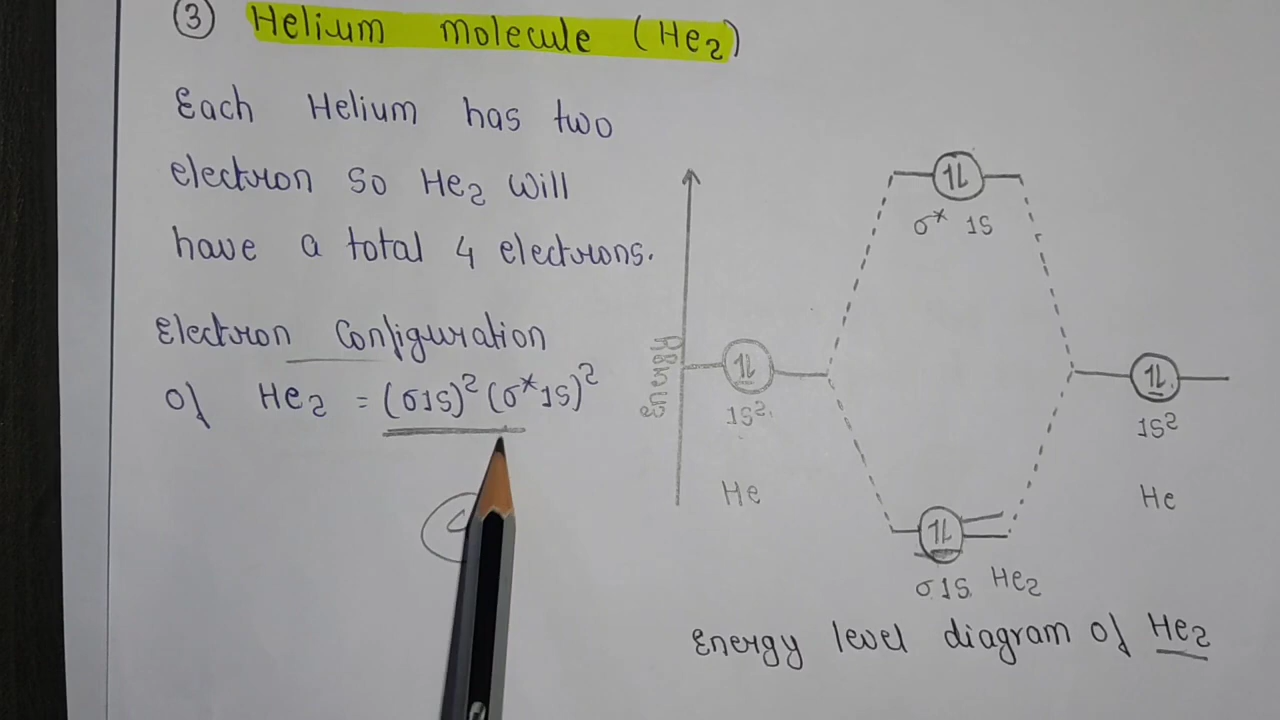 ③ Helium molecule (He₂)
Each Helium has two
electron so He₂ will
have a total 4 electrons.
Electron Configuration
of He₂ = (σ1s)² (σ*1s)²
σ* 1s
Energy
1s²
1s²
He
He
σ1s He₂
Energy level diagram of He₂